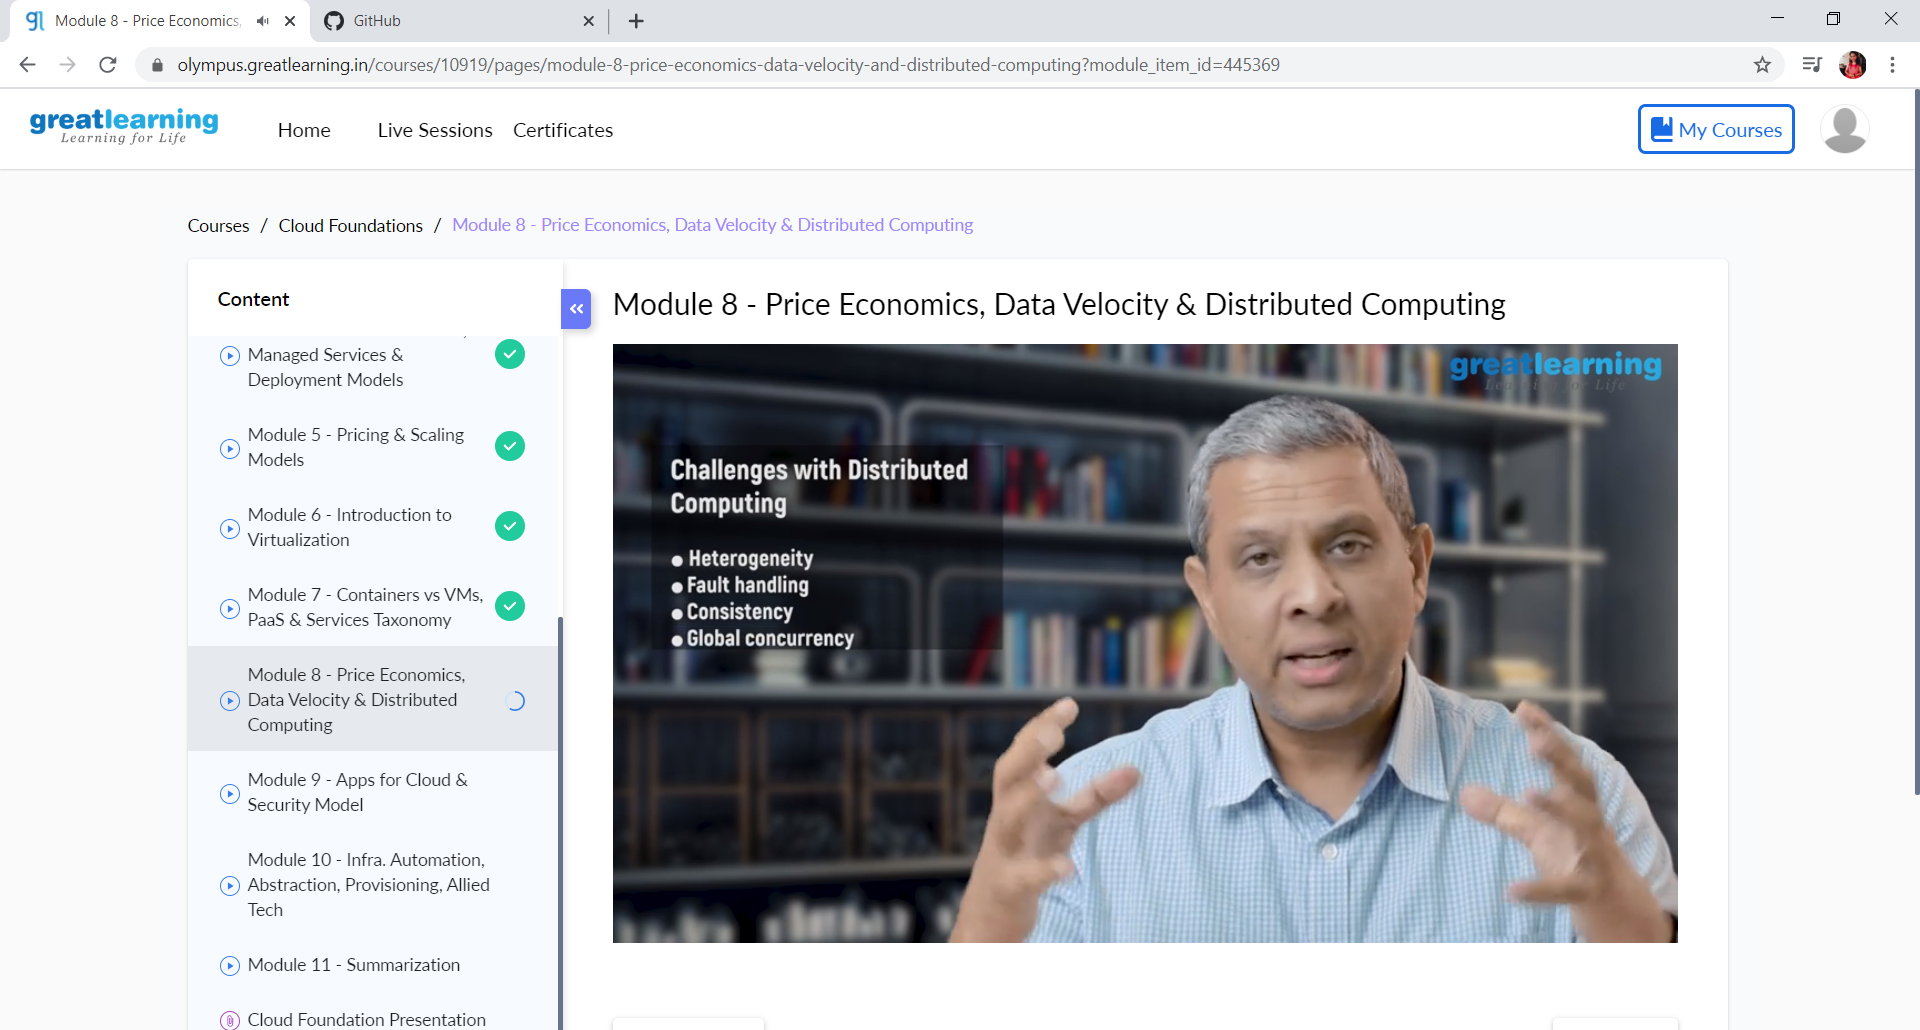 Module 8 - Price Economics,
GitHub
olympus.greatlearning.in/courses/10919/pages/module-8-price-economics-data-velocity-and-distributed-computing?module_item_id=445369
greatlearning
Learning for Life
Home
Live Sessions
Certificates
My Courses
Courses / Cloud Foundations / Module 8 - Price Economics, Data Velocity & Distributed Computing
Content
Managed Services &
Deployment Models
Module 5 - Pricing & Scaling
Models
Module 6 - Introduction to
Virtualization
Module 7 - Containers vs VMs,
PaaS & Services Taxonomy
Module 8 - Price Economics,
Data Velocity & Distributed
Computing
Module 9 - Apps for Cloud &
Security Model
Module 10 - Infra. Automation,
Abstraction, Provisioning, Allied
Tech
Module 11 - Summarization
Cloud Foundation Presentation
Module 8 - Price Economics, Data Velocity & Distributed Computing
greatlearning
Learning for Life
Challenges with Distributed
Computing
● Heterogeneity
● Fault handling
● Consistency
● Global concurrency